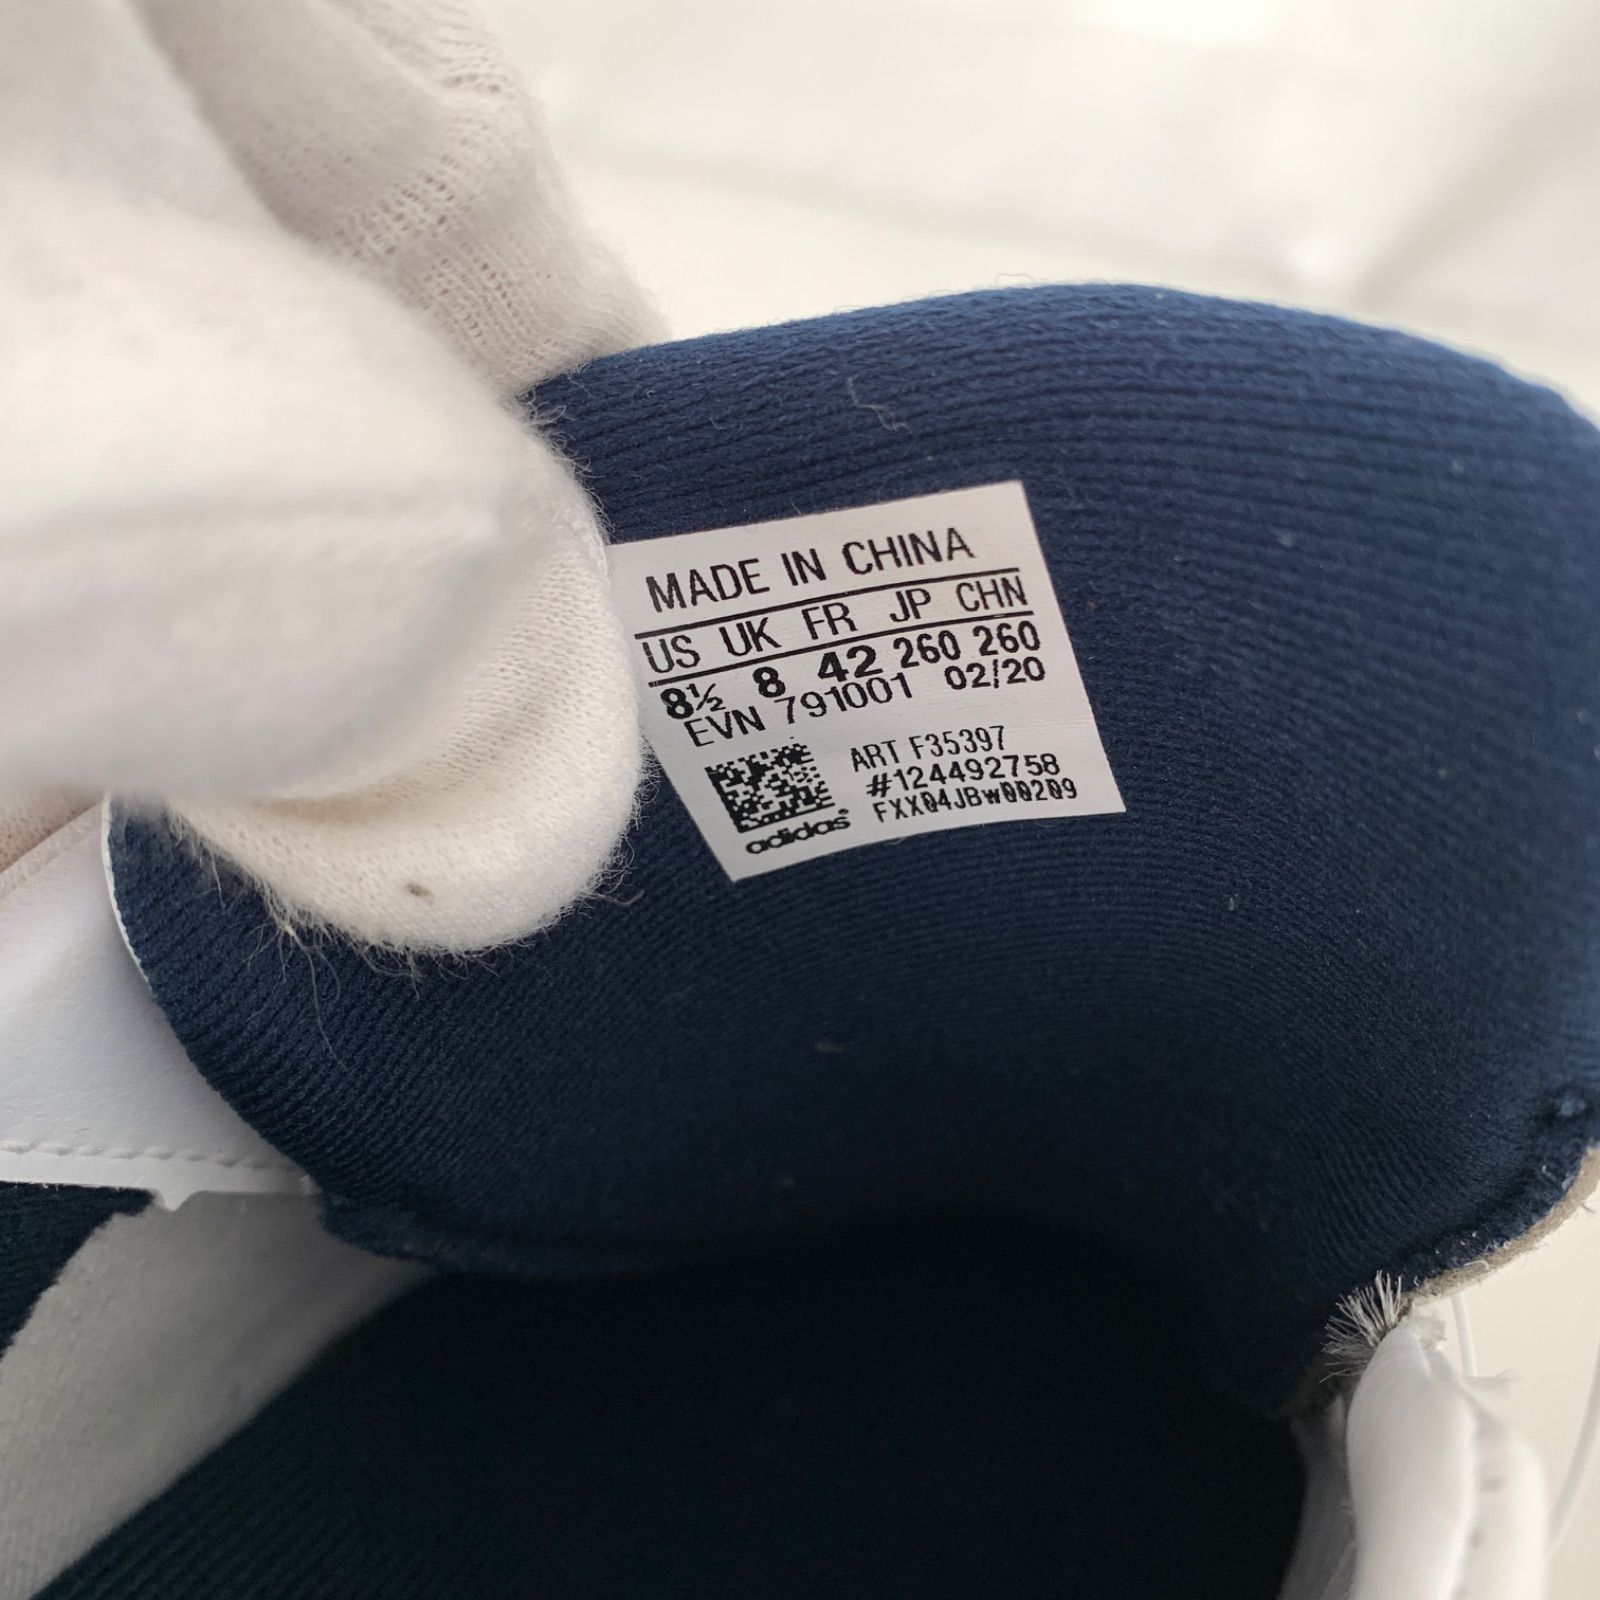 MADE IN CHINA
US UK FR JP CHN
8½ 8 42 260 260
EVN 791001 02/20
ART F35397
#124492758
FXX04JBW00209
adidas®